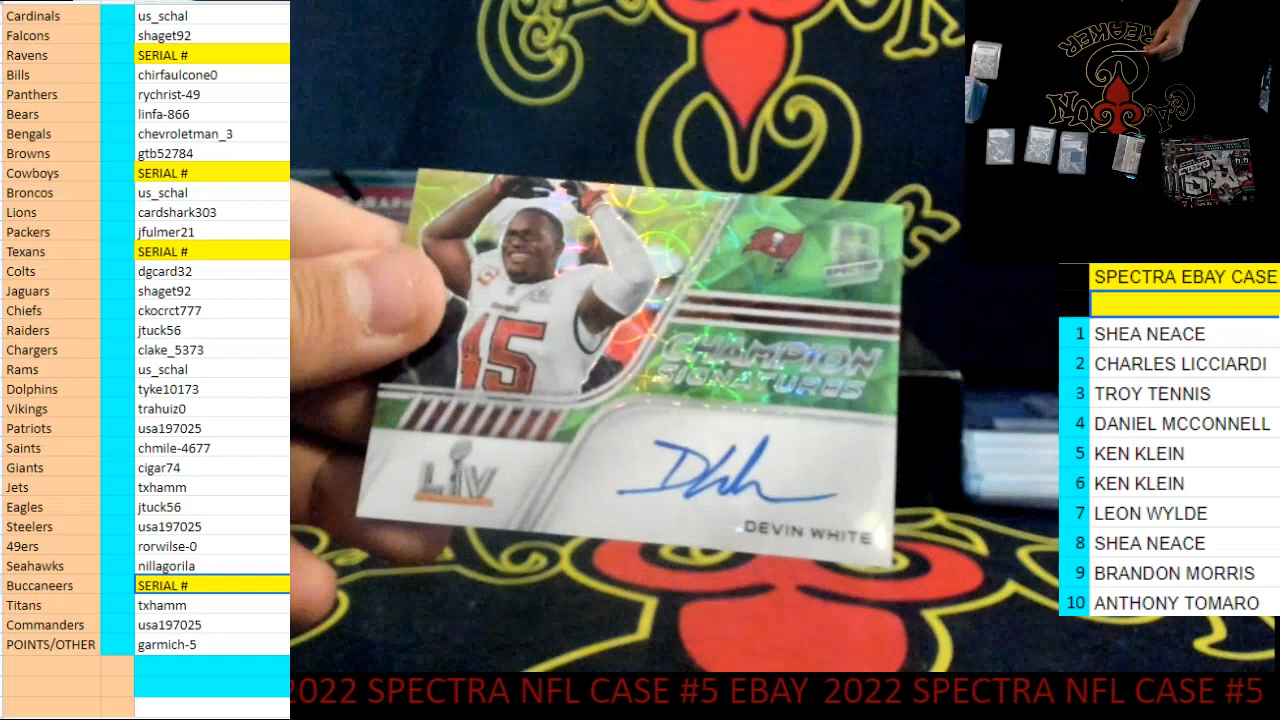 Cardinals us_schal
Falcons shaget92
Ravens SERIAL #
Bills chirfaulcone0
Panthers rychrist-49
Bears linfa-866
Bengals chevroletman_3
Browns gtb52784
Cowboys SERIAL #
Broncos us_schal
Lions cardshark303
Packers jfulmer21
Texans SERIAL #
Colts dgcard32
Jaguars shaget92
Chiefs ckocrct777
Raiders jtuck56
Chargers clake_5373
Rams us_schal
Dolphins tyke10173
Vikings trahuiz0
Patriots usa197025
Saints chmile-4677
Giants cigar74
Jets txhamm
Eagles jtuck56
Steelers usa197025
49ers rorwilse-0
Seahawks nillagorila
Buccaneers SERIAL #
Titans txhamm
Commanders usa197025
POINTS/OTHER garmich-5
SPECTRA
45
CHAMPION
SIGNATURES
LIV
DEVIN WHITE
BREAKER
SPECTRA EBAY CASE
1 SHEA NEACE
2 CHARLES LICCIARDI
3 TROY TENNIS
4 DANIEL MCCONNELL
5 KEN KLEIN
6 KEN KLEIN
7 LEON WYLDE
8 SHEA NEACE
9 BRANDON MORRIS
10 ANTHONY TOMARO
2022 SPECTRA NFL CASE #5 EBAY 2022 SPECTRA NFL CASE #5